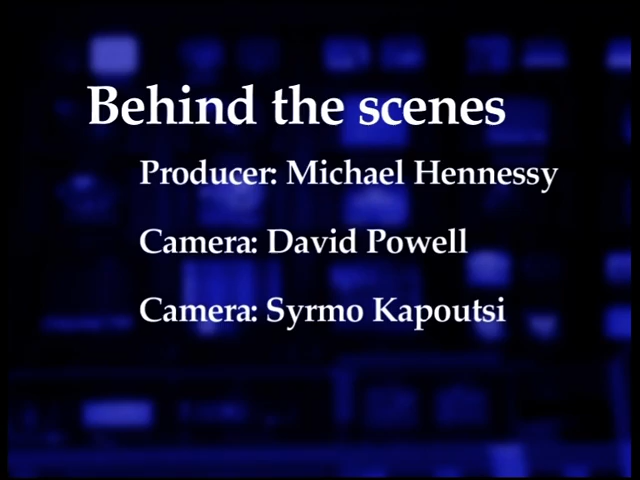 Behind the scenes
Producer: Michael Hennessy
Camera: David Powell
Camera: Syrmo Kapoutsi